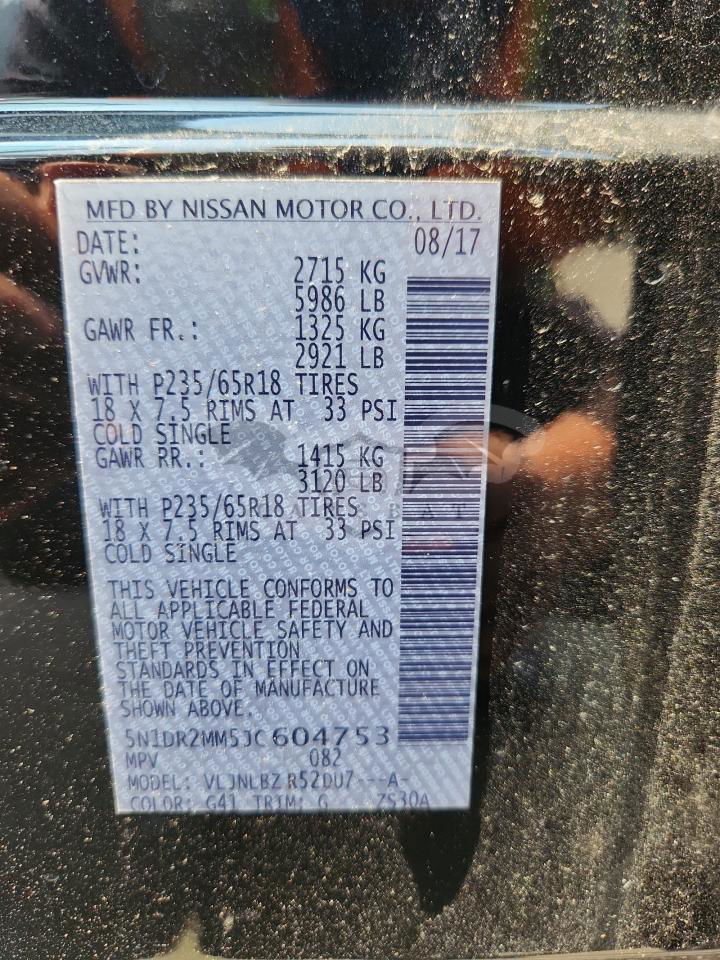 MFD BY NISSAN MOTOR CO., LTD.
DATE: 08/17
GVWR: 2715 KG
5986 LB
GAWR FR.: 1325 KG
2921 LB
WITH P235/65R18 TIRES
18 X 7.5 RIMS AT 33 PSI
COLD SINGLE
GAWR RR.: 1415 KG
3120 LB
WITH P235/65R18 TIRES
18 X 7.5 RIMS AT 33 PSI
COLD SINGLE
THIS VEHICLE CONFORMS TO
ALL APPLICABLE FEDERAL
MOTOR VEHICLE SAFETY AND
THEFT PREVENTION
STANDARDS IN EFFECT ON
THE DATE OF MANUFACTURE
SHOWN ABOVE.
5N1DR2MM5JC604753
MPV 082
MODEL: VLJNLBZ R52DU7---A-
COLOR: G41 TRIM: G ZS30A